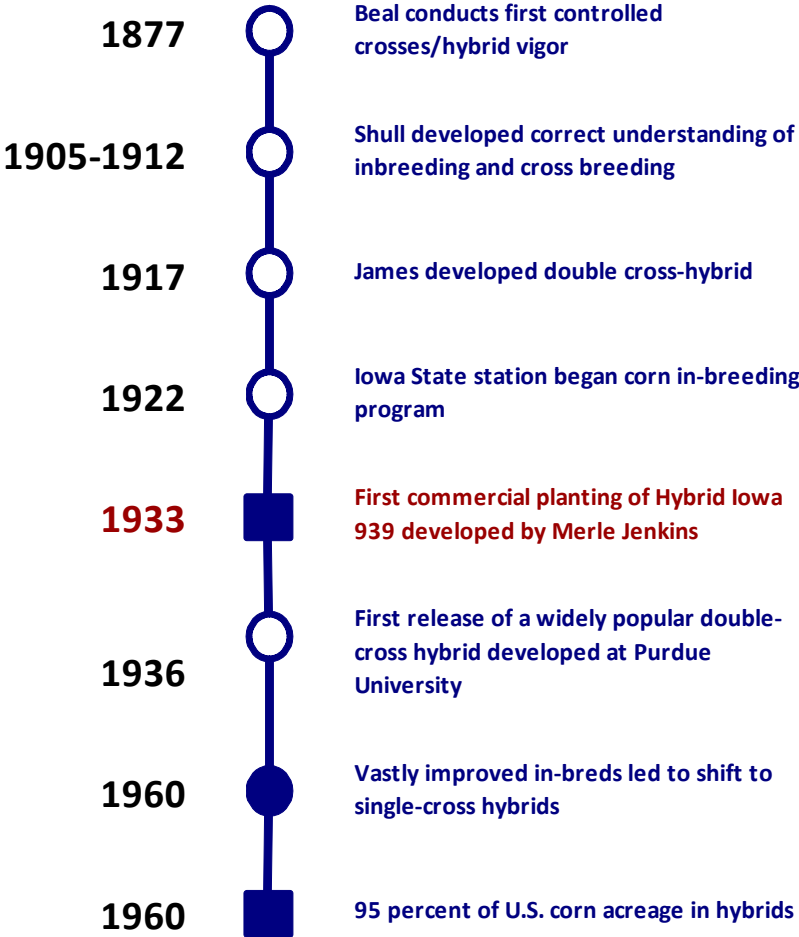 1877
Beal conducts first controlled
crosses/hybrid vigor
1905-1912
Shull developed correct understanding of
inbreeding and cross breeding
1917
James developed double cross-hybrid
1922
Iowa State station began corn in-breeding
program
1933
First commercial planting of Hybrid Iowa
939 developed by Merle Jenkins
1936
First release of a widely popular double-
cross hybrid developed at Purdue
University
1960
Vastly improved in-breds led to shift to
single-cross hybrids
1960
95 percent of U.S. corn acreage in hybrids